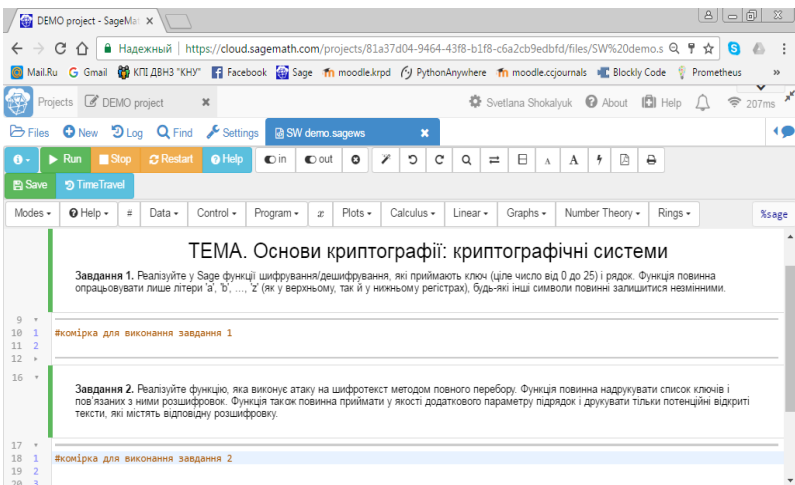 DEMO project - SageMat
Надежный | https://cloud.sagemath.com/projects/81a37d04-9464-43f8-b1f8-c6a2cb9edbfd/files/SW%20demo.s
Mail.Ru Gmail КПІ ДВНЗ "КНУ" Facebook Sage moodle.krpd PythonAnywhere moodle.ccjournals Blockly Code Prometheus »
Projects DEMO project Svetlana Shokalyuk About Help 207ms
Files New Log Find Settings SW demo.sagews
Run Stop Restart Help in out A A
Save TimeTravel
Modes Help # Data Control Program x Plots Calculus Linear Graphs Number Theory Rings %sage
ТЕМА. Основи криптографії: криптографічні системи
Завдання 1. Реалізуйте у Sage функції шифрування/дешифрування, які приймають ключ (ціле число від 0 до 25) і рядок. Функція повинна
опрацьовувати лише літери 'a', 'b', ..., 'z' (як у верхньому, так й у нижньому регістрах), будь-які інші символи повинні залишитися незмінними.
9
10 1 #комірка для виконання завдання 1
11 2
12
16
Завдання 2. Реалізуйте функцію, яка виконує атаку на шифротекст методом повного перебору. Функція повинна надрукувати список ключів і
пов'язаних з ними розшифровок. Функція також повинна приймати у якості додаткового параметру підрядок і друкувати тільки потенційні відкриті
тексти, які містять відповідну розшифровку.
17
18 1 #комірка для виконання завдання 2
19 2
20 3